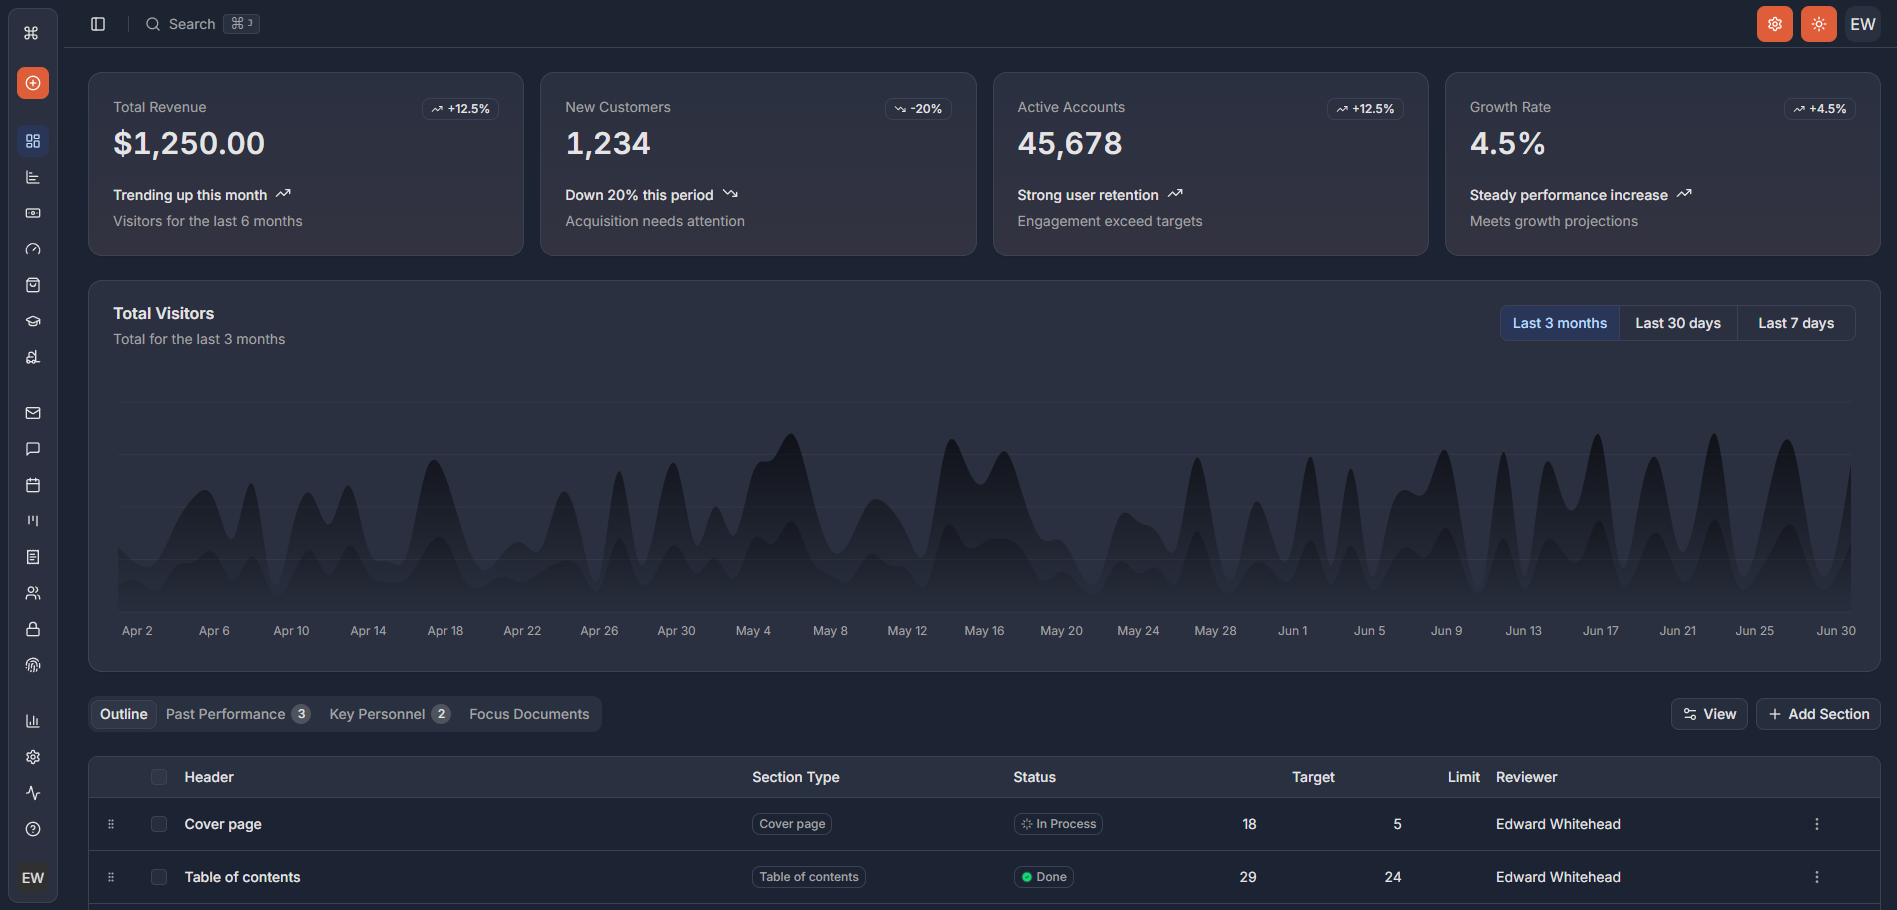 Search ⌘ J
EW
Total Revenue
+12.5%
$1,250.00
Trending up this month
Visitors for the last 6 months
New Customers
-20%
1,234
Down 20% this period
Acquisition needs attention
Active Accounts
+12.5%
45,678
Strong user retention
Engagement exceed targets
Growth Rate
+4.5%
4.5%
Steady performance increase
Meets growth projections
Total Visitors
Total for the last 3 months
Last 3 months Last 30 days Last 7 days
Apr 2 Apr 6 Apr 10 Apr 14 Apr 18 Apr 22 Apr 26 Apr 30 May 4 May 8 May 12 May 16 May 20 May 24 May 28 Jun 1 Jun 5 Jun 9 Jun 13 Jun 17 Jun 21 Jun 25 Jun 30
Outline Past Performance 3 Key Personnel 2 Focus Documents
View + Add Section
Header Section Type Status Target Limit Reviewer
Cover page Cover page In Process 18 5 Edward Whitehead
Table of contents Table of contents Done 29 24 Edward Whitehead
EW